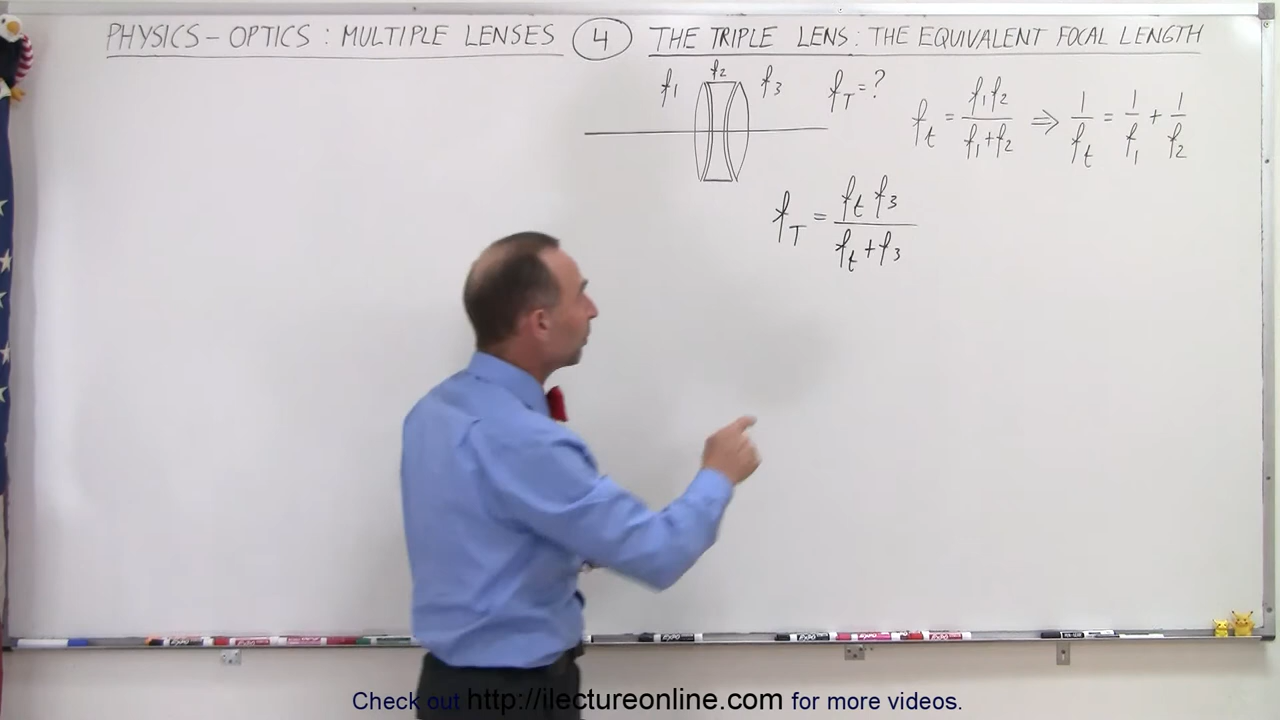 PHYSICS - OPTICS : MULTIPLE LENSES 4 THE TRIPLE LENS: THE EQUIVALENT FOCAL LENGTH
f1 f2 f3 fT = ?
ft = f1f2 / f1+f2 ⇒ 1/ft = 1/f1 + 1/f2
fT = ft f3 / ft + f3
EXPO
Check out http://ilectureonline.com for more videos.